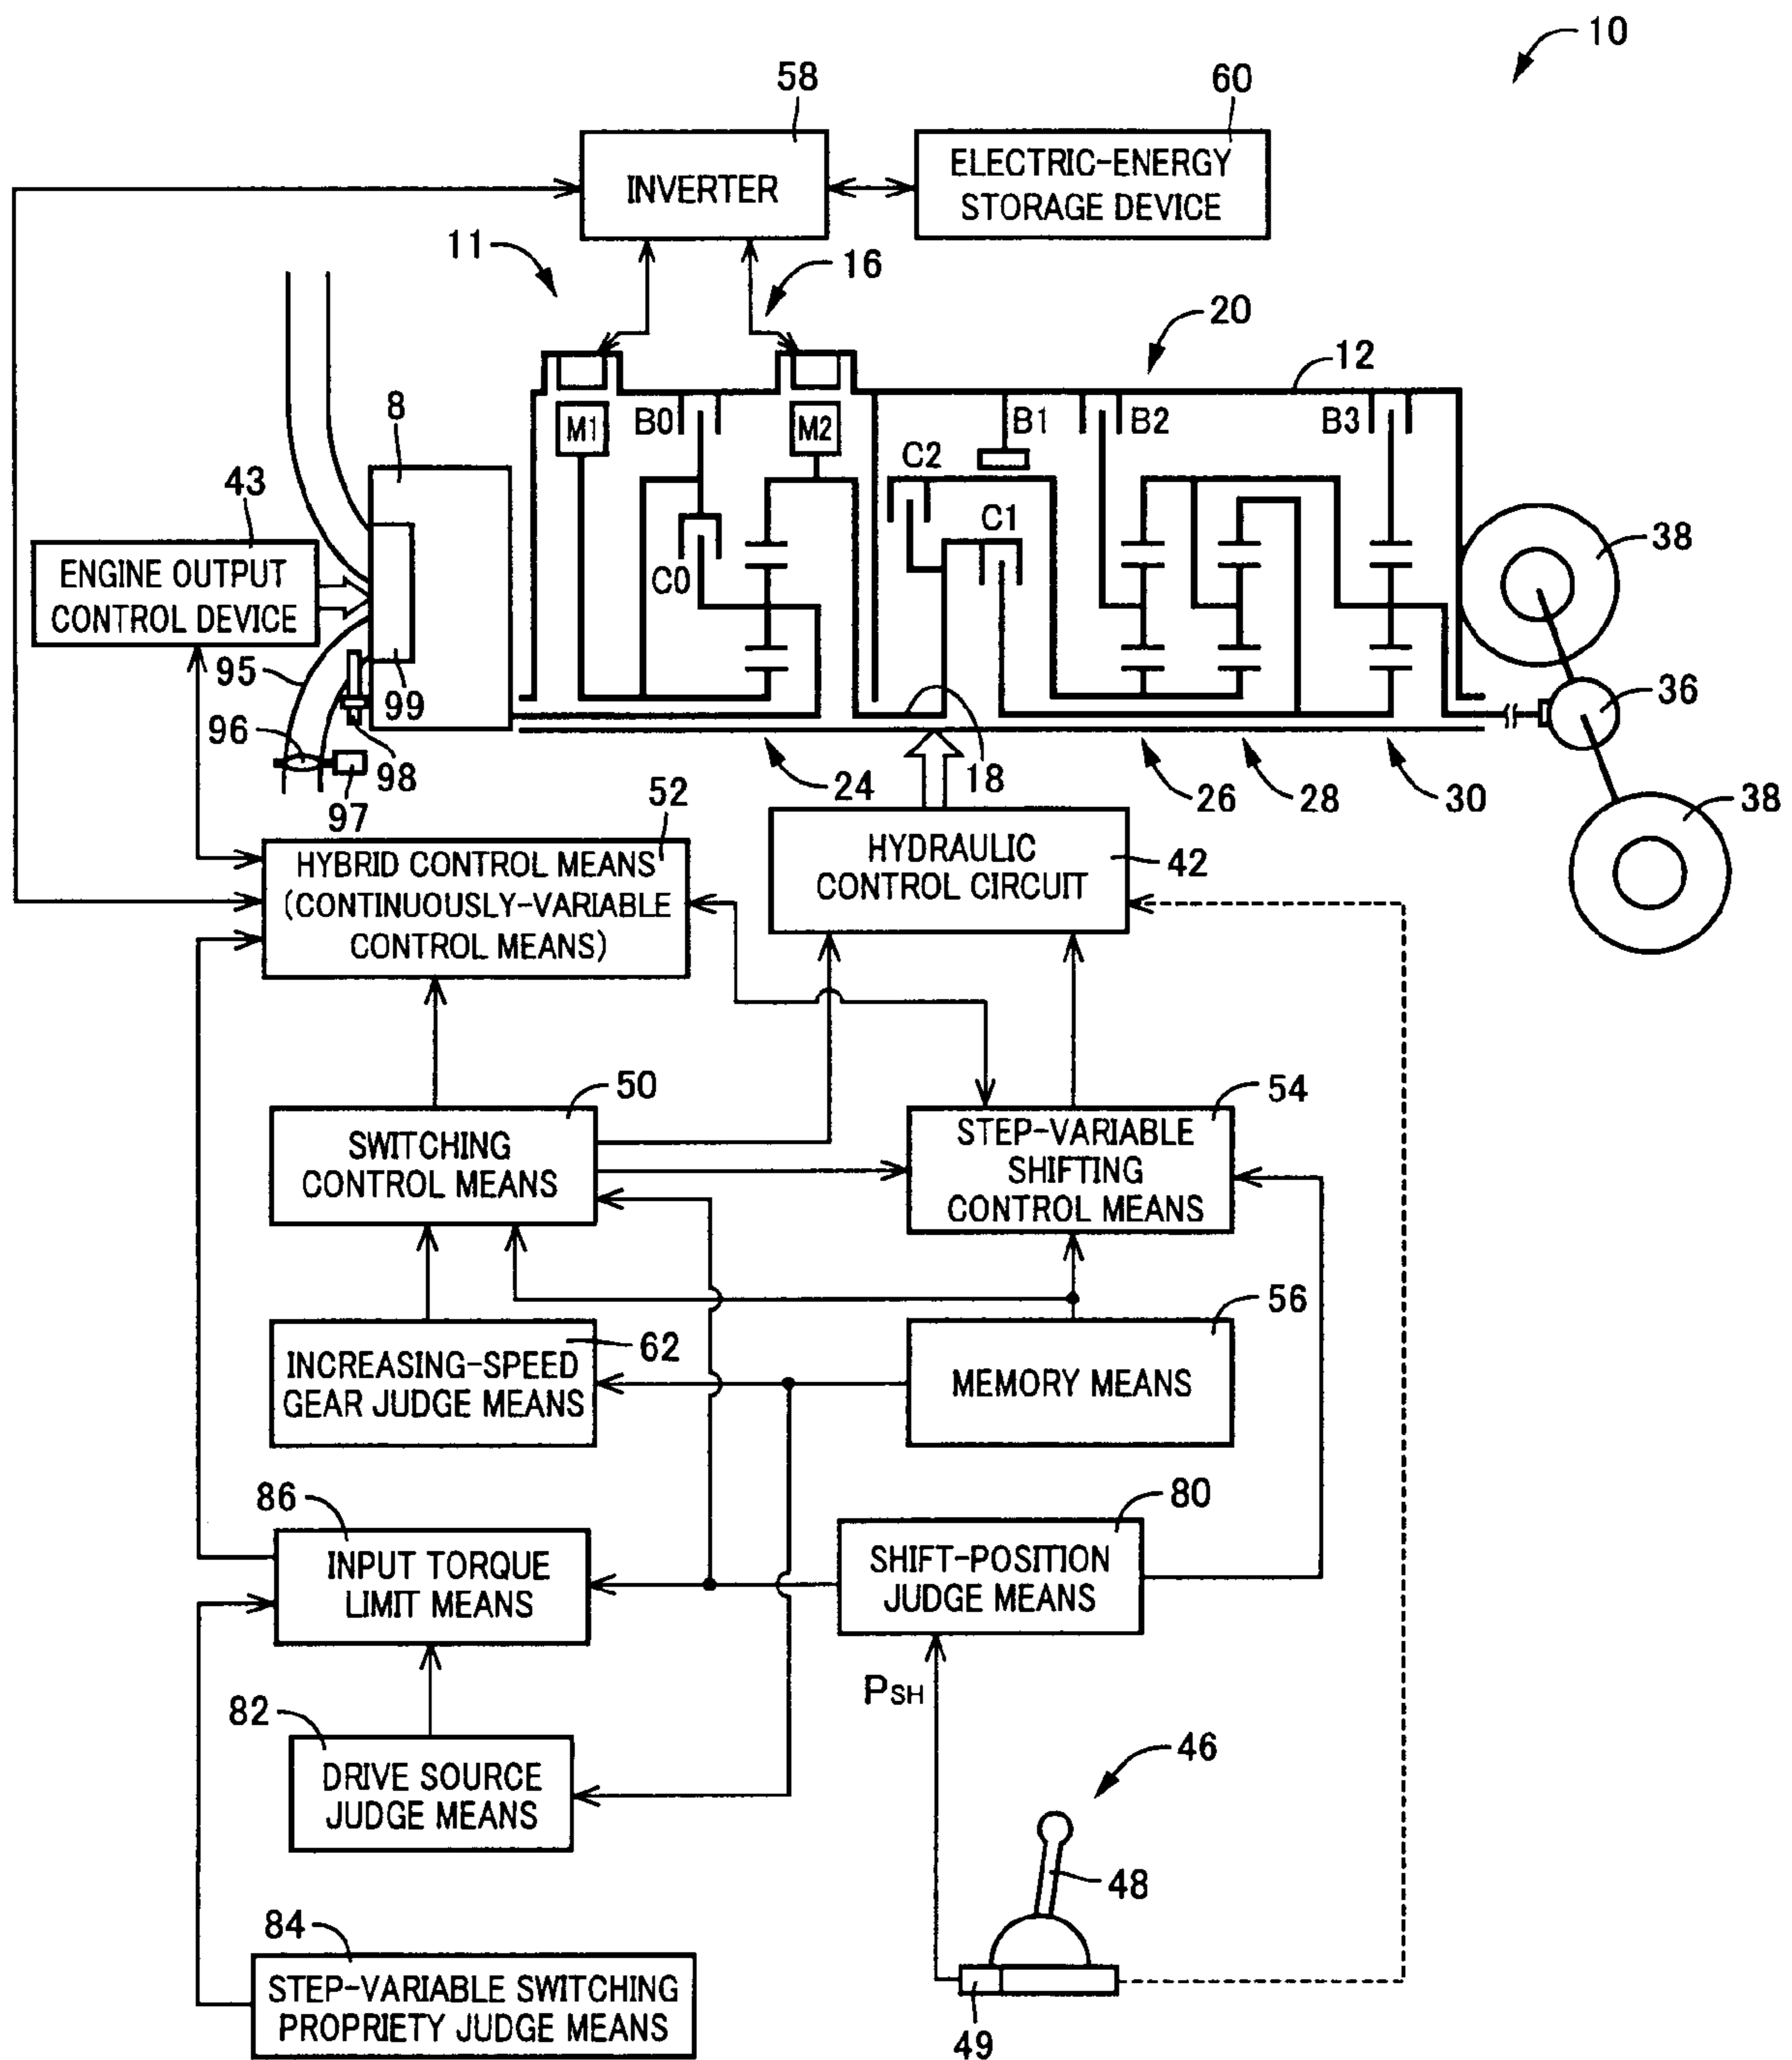 10
58
60
INVERTER
ELECTRIC-ENERGY
STORAGE DEVICE
11
16
20
12
8
M1
B0
M2
B1
B2
B3
C2
C1
C0
43
ENGINE OUTPUT
CONTROL DEVICE
38
95
99
36
96
98
97
24
18
26
28
30
38
52
HYBRID CONTROL MEANS
(CONTINUOUSLY-VARIABLE
CONTROL MEANS)
HYDRAULIC
CONTROL CIRCUIT
42
50
SWITCHING
CONTROL MEANS
54
STEP-VARIABLE
SHIFTING
CONTROL MEANS
56
62
INCREASING-SPEED
GEAR JUDGE MEANS
MEMORY MEANS
86
INPUT TORQUE
LIMIT MEANS
80
SHIFT-POSITION
JUDGE MEANS
PSH
82
DRIVE SOURCE
JUDGE MEANS
46
48
84
STEP-VARIABLE SWITCHING
PROPRIETY JUDGE MEANS
49